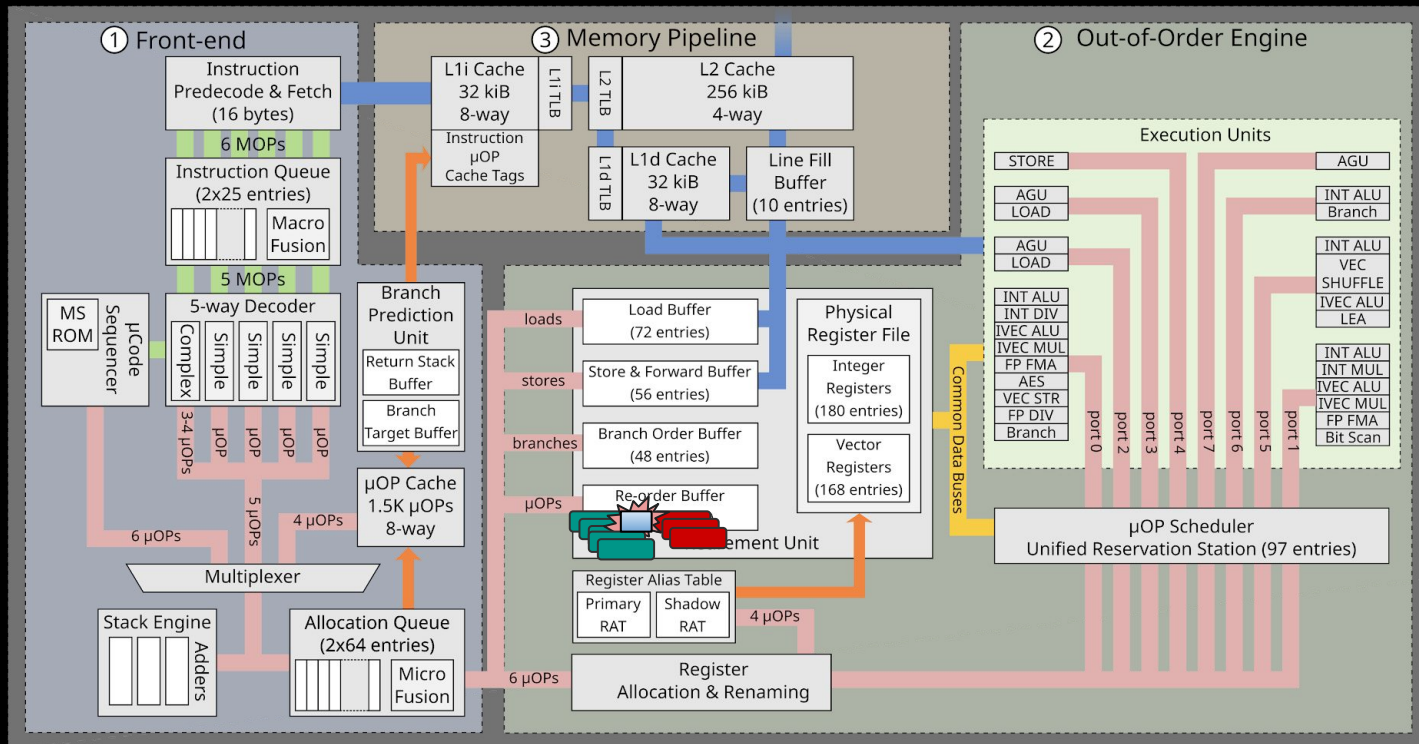 ① Front-end
Instruction
Predecode & Fetch
(16 bytes)
6 MOPs
Instruction Queue
(2x25 entries)
Macro
Fusion
5 MOPs
5-way Decoder
Complex
Simple
Simple
Simple
Simple
MS
ROM
µCode
Sequencer
3-4 µOPs
µOP
µOP
µOP
µOP
5 µOPs
6 µOPs
4 µOPs
Branch
Prediction
Unit
Return Stack
Buffer
Branch
Target Buffer
µOP Cache
1.5K µOPs
8-way
Multiplexer
Stack Engine
Adders
Allocation Queue
(2x64 entries)
Micro
Fusion
③ Memory Pipeline
L1i Cache
32 kiB
8-way
L1i TLB
Instruction
µOP
Cache Tags
L2 TLB
L2 Cache
256 kiB
4-way
L1d TLB
L1d Cache
32 kiB
8-way
Line Fill
Buffer
(10 entries)
② Out-of-Order Engine
loads
stores
branches
µOPs
Load Buffer
(72 entries)
Store & Forward Buffer
(56 entries)
Branch Order Buffer
(48 entries)
Re-order Buffer
Unit
Physical
Register File
Integer
Registers
(180 entries)
Vector
Registers
(168 entries)
Register Alias Table
Primary
RAT
Shadow
RAT
4 µOPs
6 µOPs
Register
Allocation & Renaming
Common Data Buses
Execution Units
STORE
AGU
LOAD
AGU
LOAD
INT ALU
INT DIV
IVEC ALU
IVEC MUL
FP FMA
AES
VEC STR
FP DIV
Branch
AGU
INT ALU
Branch
INT ALU
VEC
SHUFFLE
IVEC ALU
LEA
INT ALU
INT MUL
IVEC ALU
IVEC MUL
FP FMA
Bit Scan
port 0
port 2
port 3
port 4
port 7
port 6
port 5
port 1
µOP Scheduler
Unified Reservation Station (97 entries)